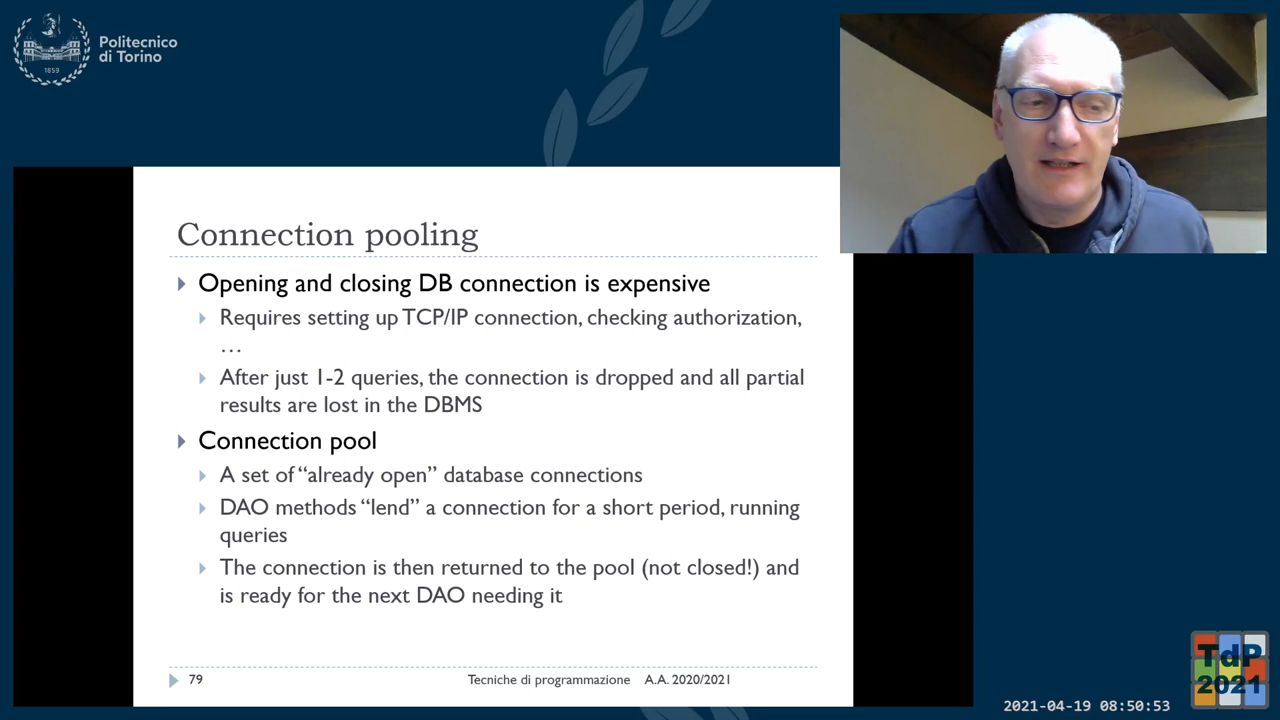 Politecnico
di Torino
1859
Connection pooling
Opening and closing DB connection is expensive
Requires setting up TCP/IP connection, checking authorization,
…
After just 1-2 queries, the connection is dropped and all partial
results are lost in the DBMS
Connection pool
A set of “already open” database connections
DAO methods “lend” a connection for a short period, running
queries
The connection is then returned to the pool (not closed!) and
is ready for the next DAO needing it
79
Tecniche di programmazione A.A. 2020/2021
TdP
2021
2021-04-19 08:50:53